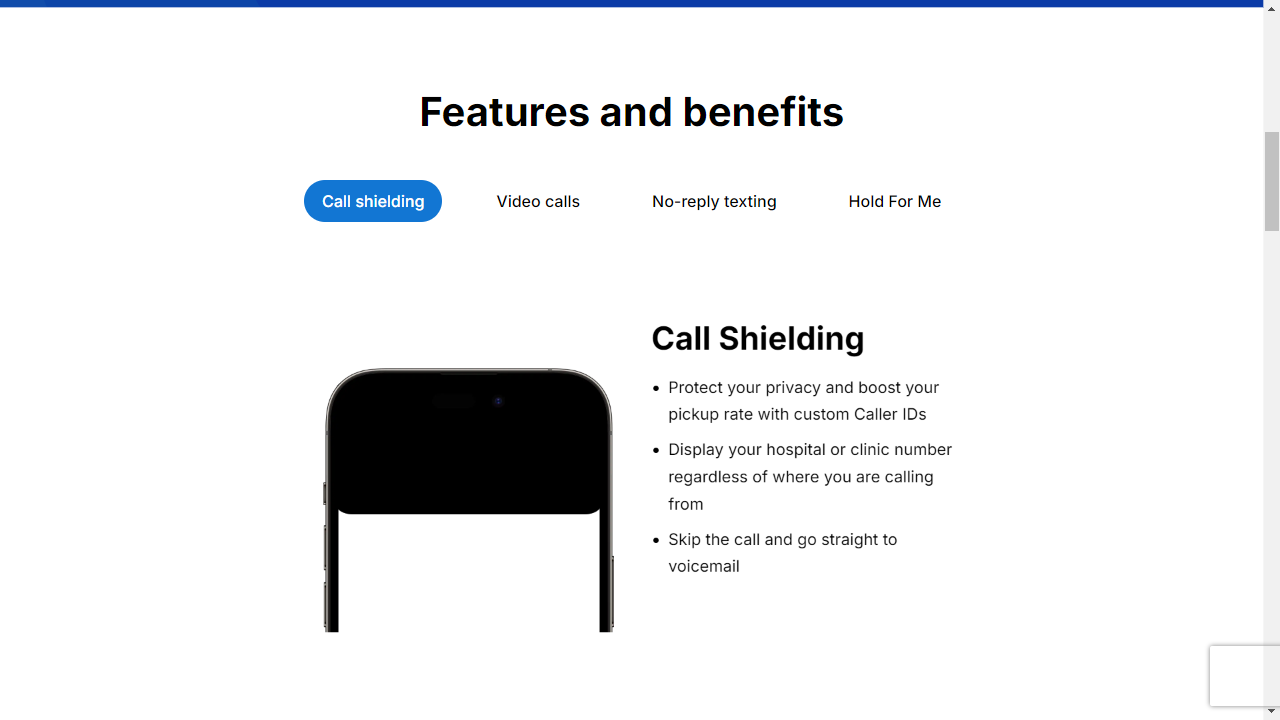 Features and benefits
Call shielding
Video calls
No-reply texting
Hold For Me
Call Shielding
• Protect your privacy and boost your
pickup rate with custom Caller IDs
• Display your hospital or clinic number
regardless of where you are calling
from
• Skip the call and go straight to
voicemail